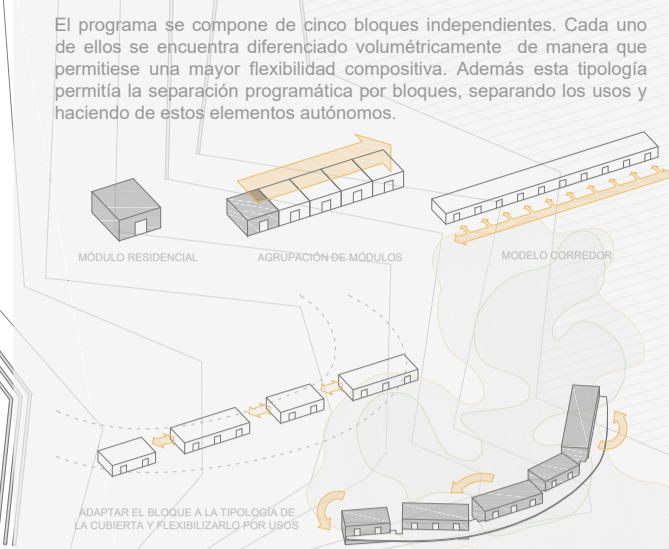 El programa se compone de cinco bloques independientes. Cada uno
de ellos se encuentra diferenciado volumétricamente de manera que
permitiese una mayor flexibilidad compositiva. Además esta tipología
permitía la separación programática por bloques, separando los usos y
haciendo de estos elementos autónomos.
MÓDULO RESIDENCIAL
AGRUPACIÓN DE MÓDULOS
MODELO CORREDOR
ADAPTAR EL BLOQUE A LA TIPOLOGÍA DE
LA CUBIERTA Y FLEXIBILIZARLO POR USOS